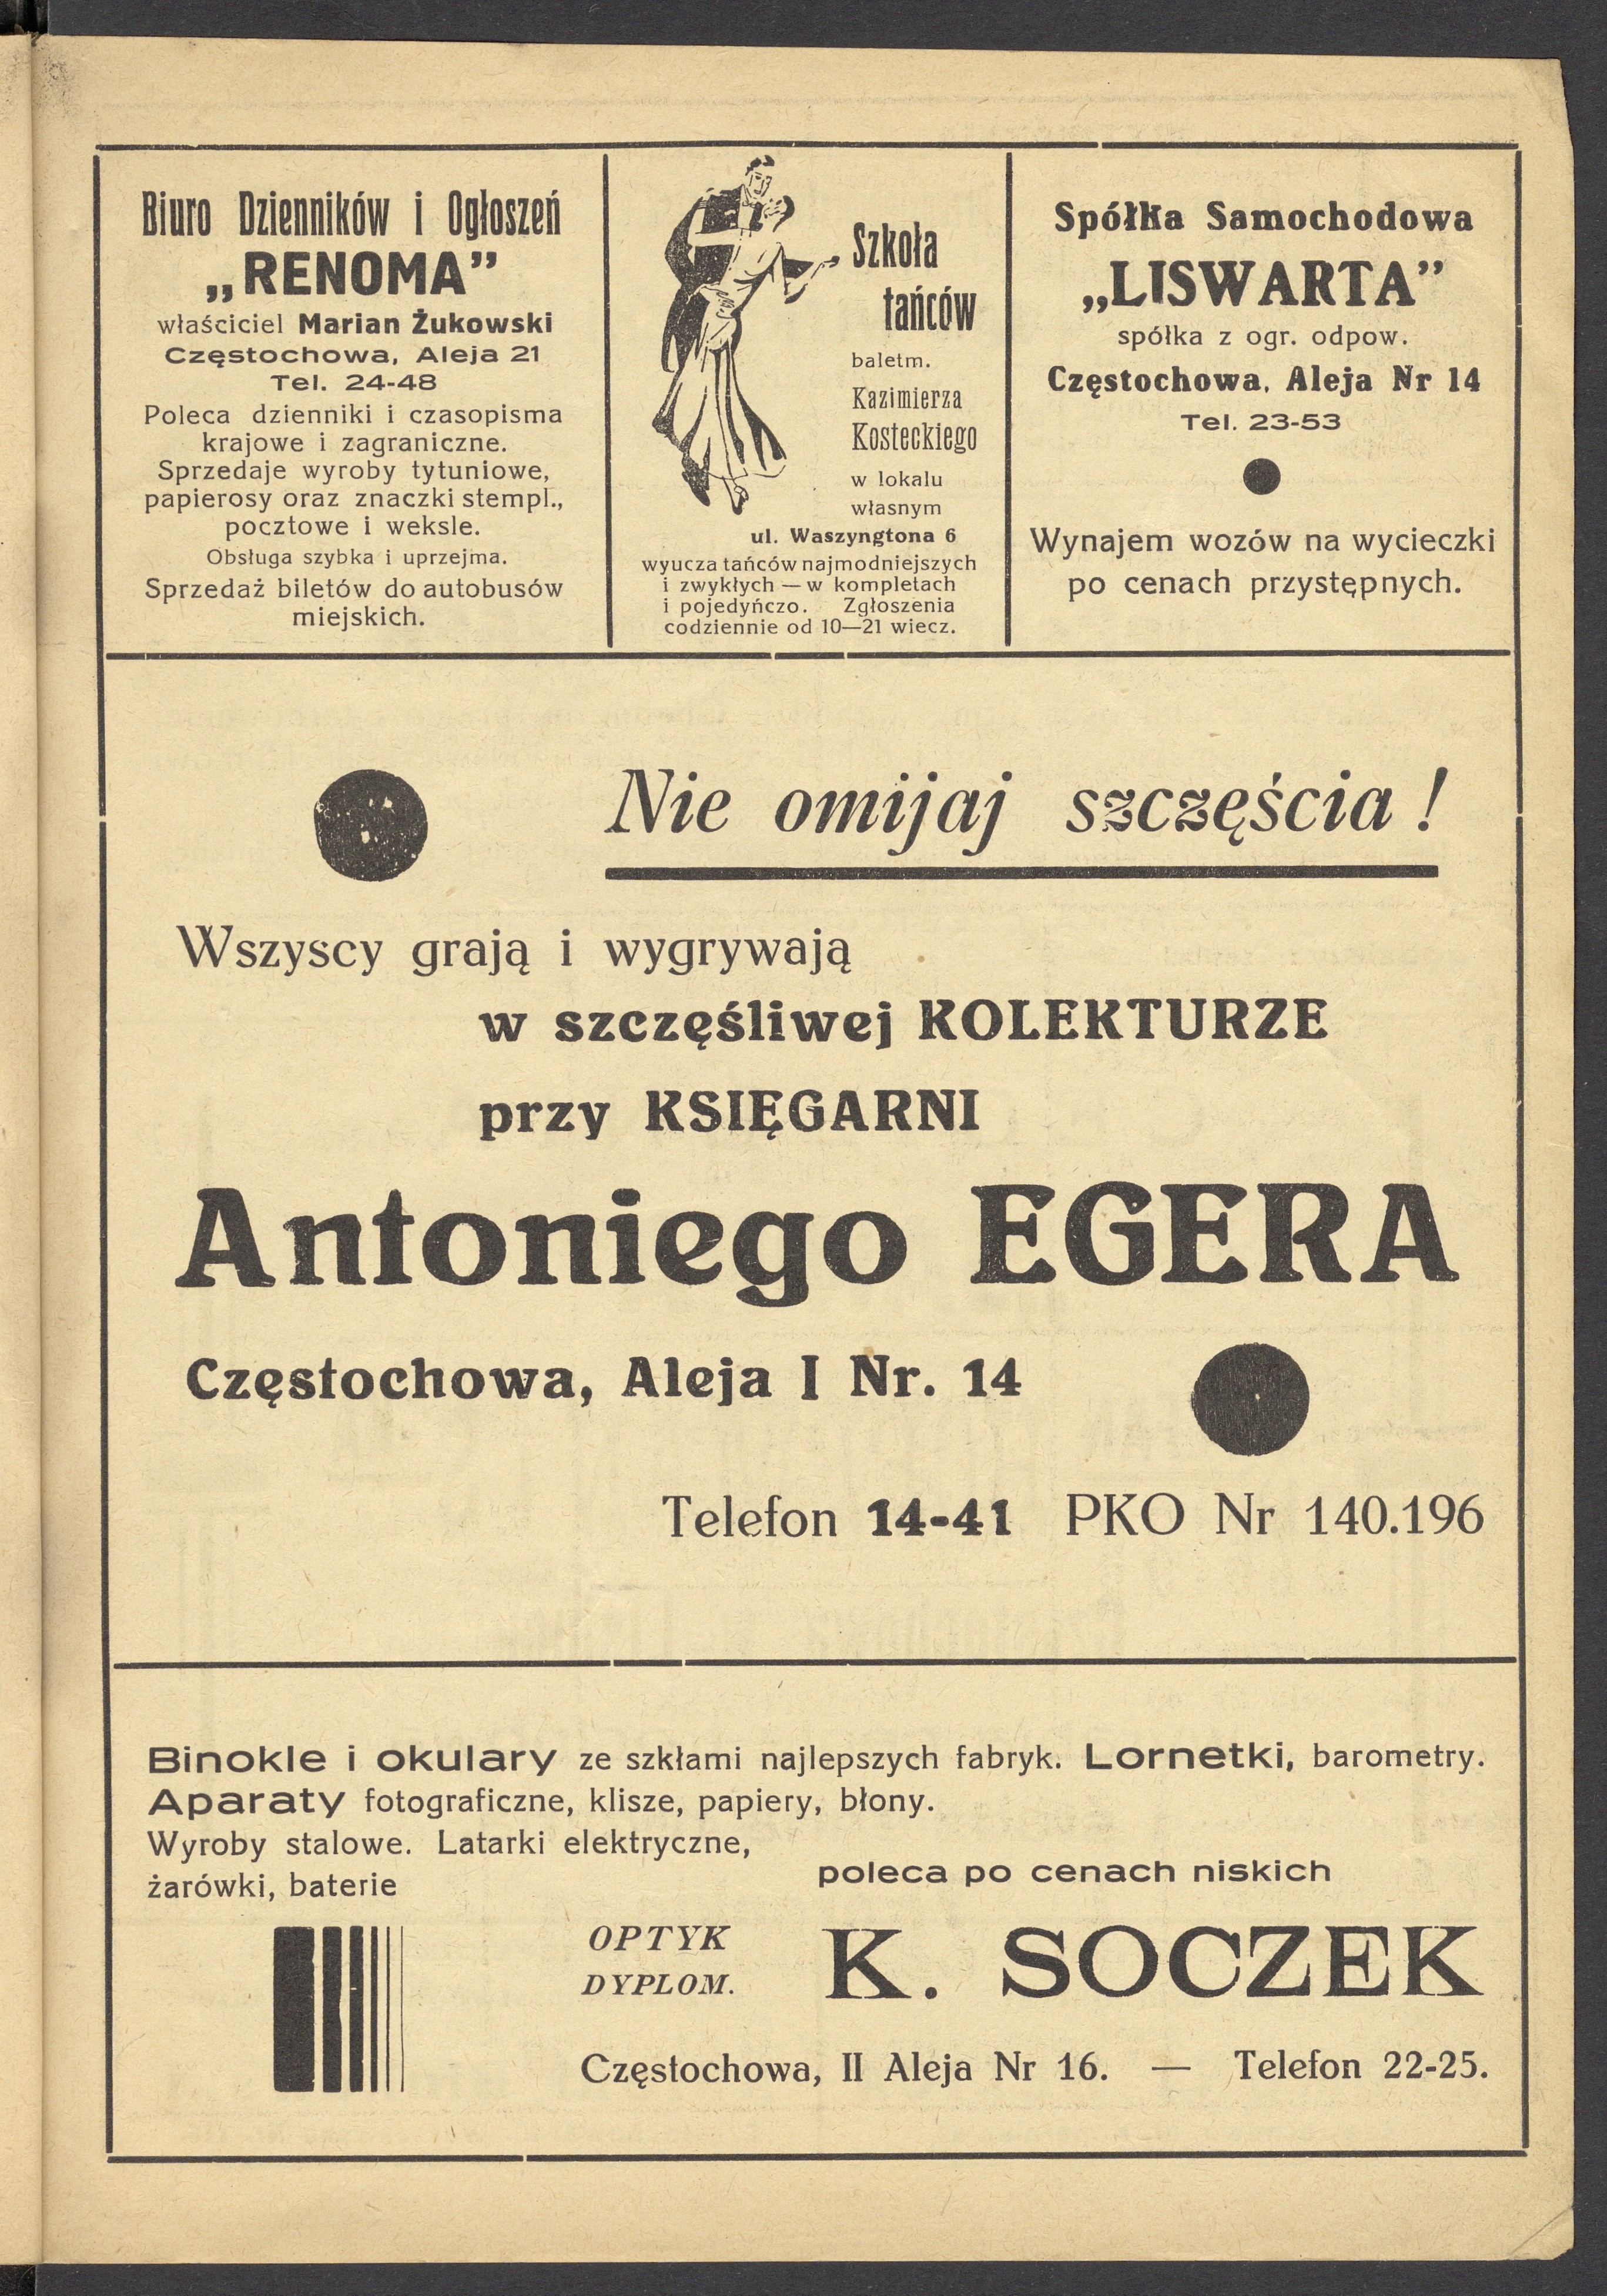 Biuro Dzienników i Ogłoszeń
„RENOMA”
właściciel Marian Żukowski
Częstochowa, Aleja 21
Tel. 24-48
Poleca dzienniki i czasopisma
krajowe i zagraniczne.
Sprzedaje wyroby tytuniowe,
papierosy oraz znaczki stempl.,
pocztowe i weksle.
Obsługa szybka i uprzejma.
Sprzedaż biletów do autobusów
miejskich.
Szkoła
tańców
baletm.
Kazimierza
Kosteckiego
w lokalu
własnym
ul. Waszyngtona 6
wyucza tańców najmodniejszych
i zwykłych — w kompletach
i pojedyńczo. Zgłoszenia
codziennie od 10—21 wiecz.
Spółka Samochodowa
„LISWARTA”
spółka z ogr. odpow.
Częstochowa, Aleja Nr 14
Tel. 23-53
Wynajem wozów na wycieczki
po cenach przystępnych.
Nie omijaj szczęścia !
Wszyscy grają i wygrywają
w szczęśliwej KOLEKTURZE
przy KSIĘGARNI
Antoniego EGERA
Częstochowa, Aleja I Nr. 14
Telefon 14-41 PKO Nr 140.196
Binokle i okulary ze szkłami najlepszych fabryk. Lornetki, barometry.
Aparaty fotograficzne, klisze, papiery, błony.
Wyroby stalowe. Latarki elektryczne,
żarówki, baterie
poleca po cenach niskich
OPTYK
DYPLOM.
K. SOCZEK
Częstochowa, II Aleja Nr 16. — Telefon 22-25.